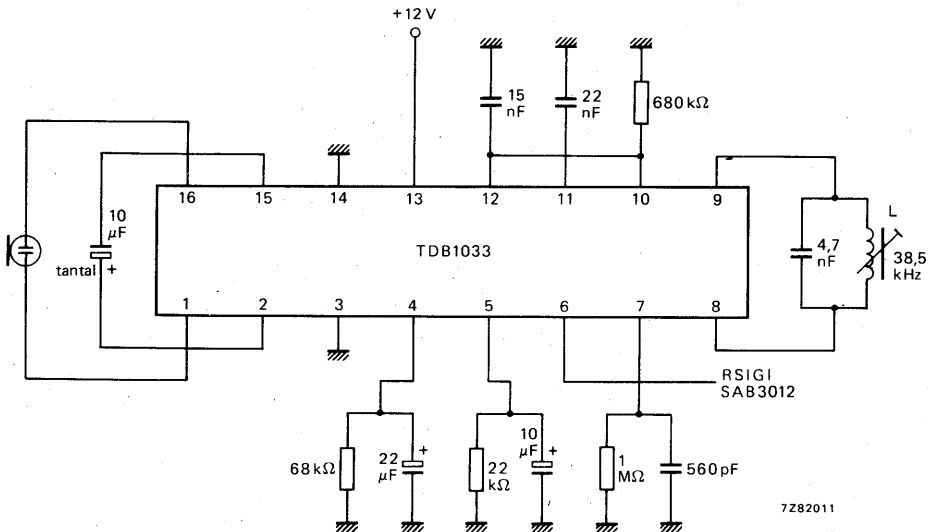 +12 V
15
nF
22
nF
680 kΩ
16
15
14
13
12
11
10
9
10
μF
tantal
+
TDB1033
4,7
nF
L
38,5
kHz
1
2
3
4
5
6
7
8
RSIGI
SAB3012
68 kΩ
22
μF
+
22
kΩ
10
μF
+
1
MΩ
560 pF
7Z82011